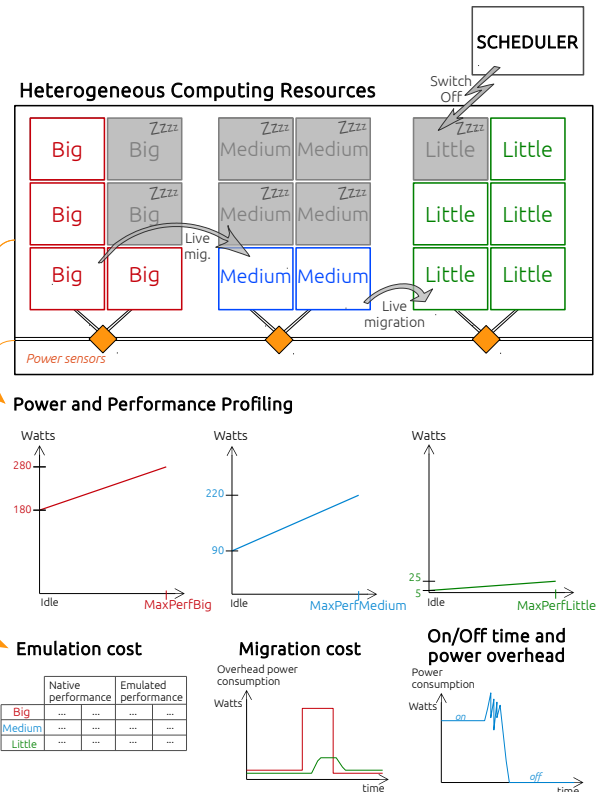 SCHEDULER
Switch
Off
Heterogeneous Computing Resources
Big
Zzzz
Big
Zzzz
Medium
Zzzz
Medium
Zzzz
Little
Little
Big
Zzzz
Big
Zzzz
Medium
Zzzz
Medium
Little
Little
Live
mig.
Big
Big
Medium
Medium
Little
Little
Live
migration
Power sensors
Power and Performance Profiling
Watts
280
180
Idle
MaxPerfBig
Watts
220
90
Idle
MaxPerfMedium
Watts
25
5
Idle
MaxPerfLittle
Emulation cost
Native
performance
Emulated
performance
Big ... ... ... ...
Medium ... ... ... ...
Little ... ... ... ...
Migration cost
Overhead power
consumption
Watts
time
On/Off time and
power overhead
Power
consumption
Watts
on
off
time